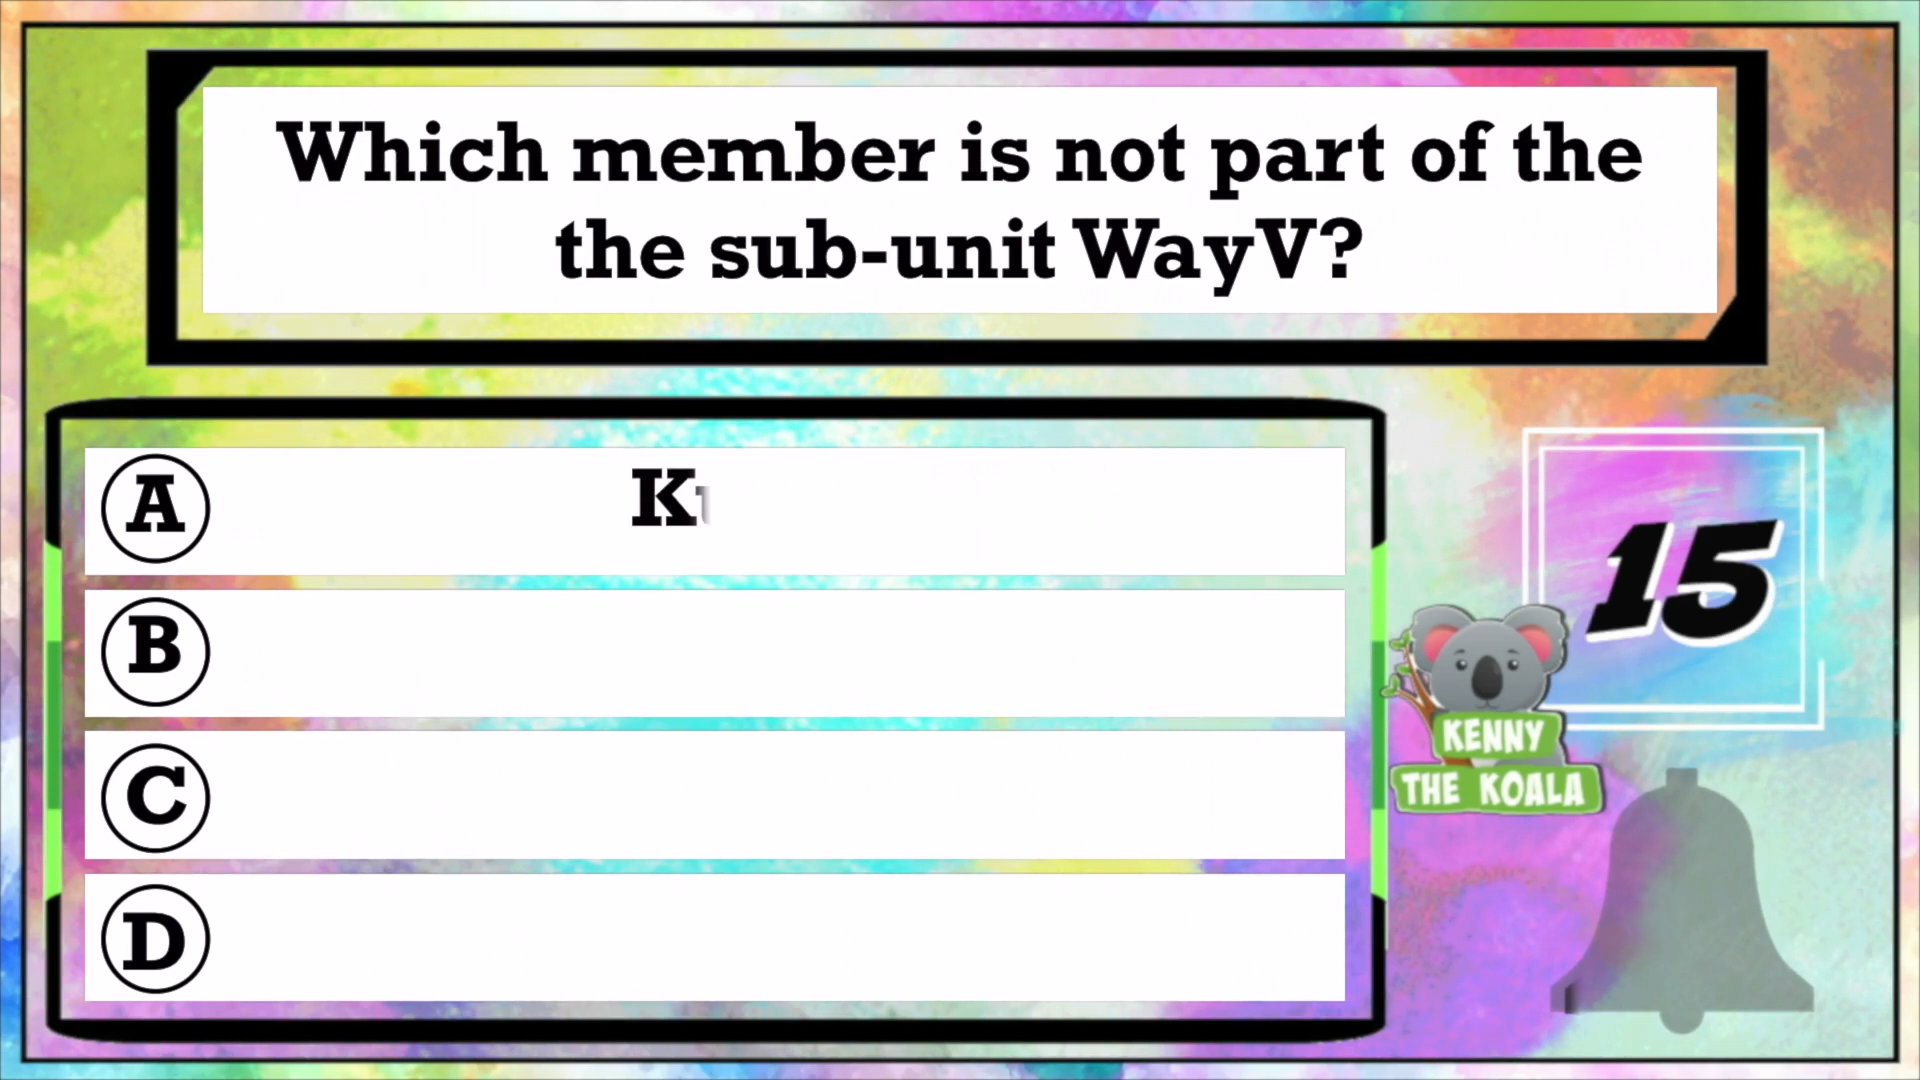 Which member is not part of the
the sub-unit WayV?
A
B
C
D
15
KENNY
THE KOALA